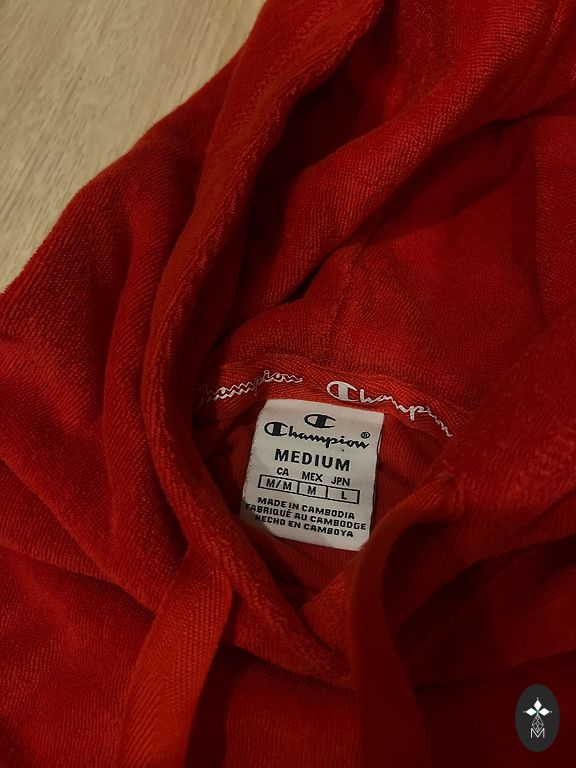 Champion Champion
Champion®
MEDIUM
CA MEX JPN
M/M M L
MADE IN CAMBODIA
FABRIQUÉ AU CAMBODGE
HECHO EN CAMBOYA
M